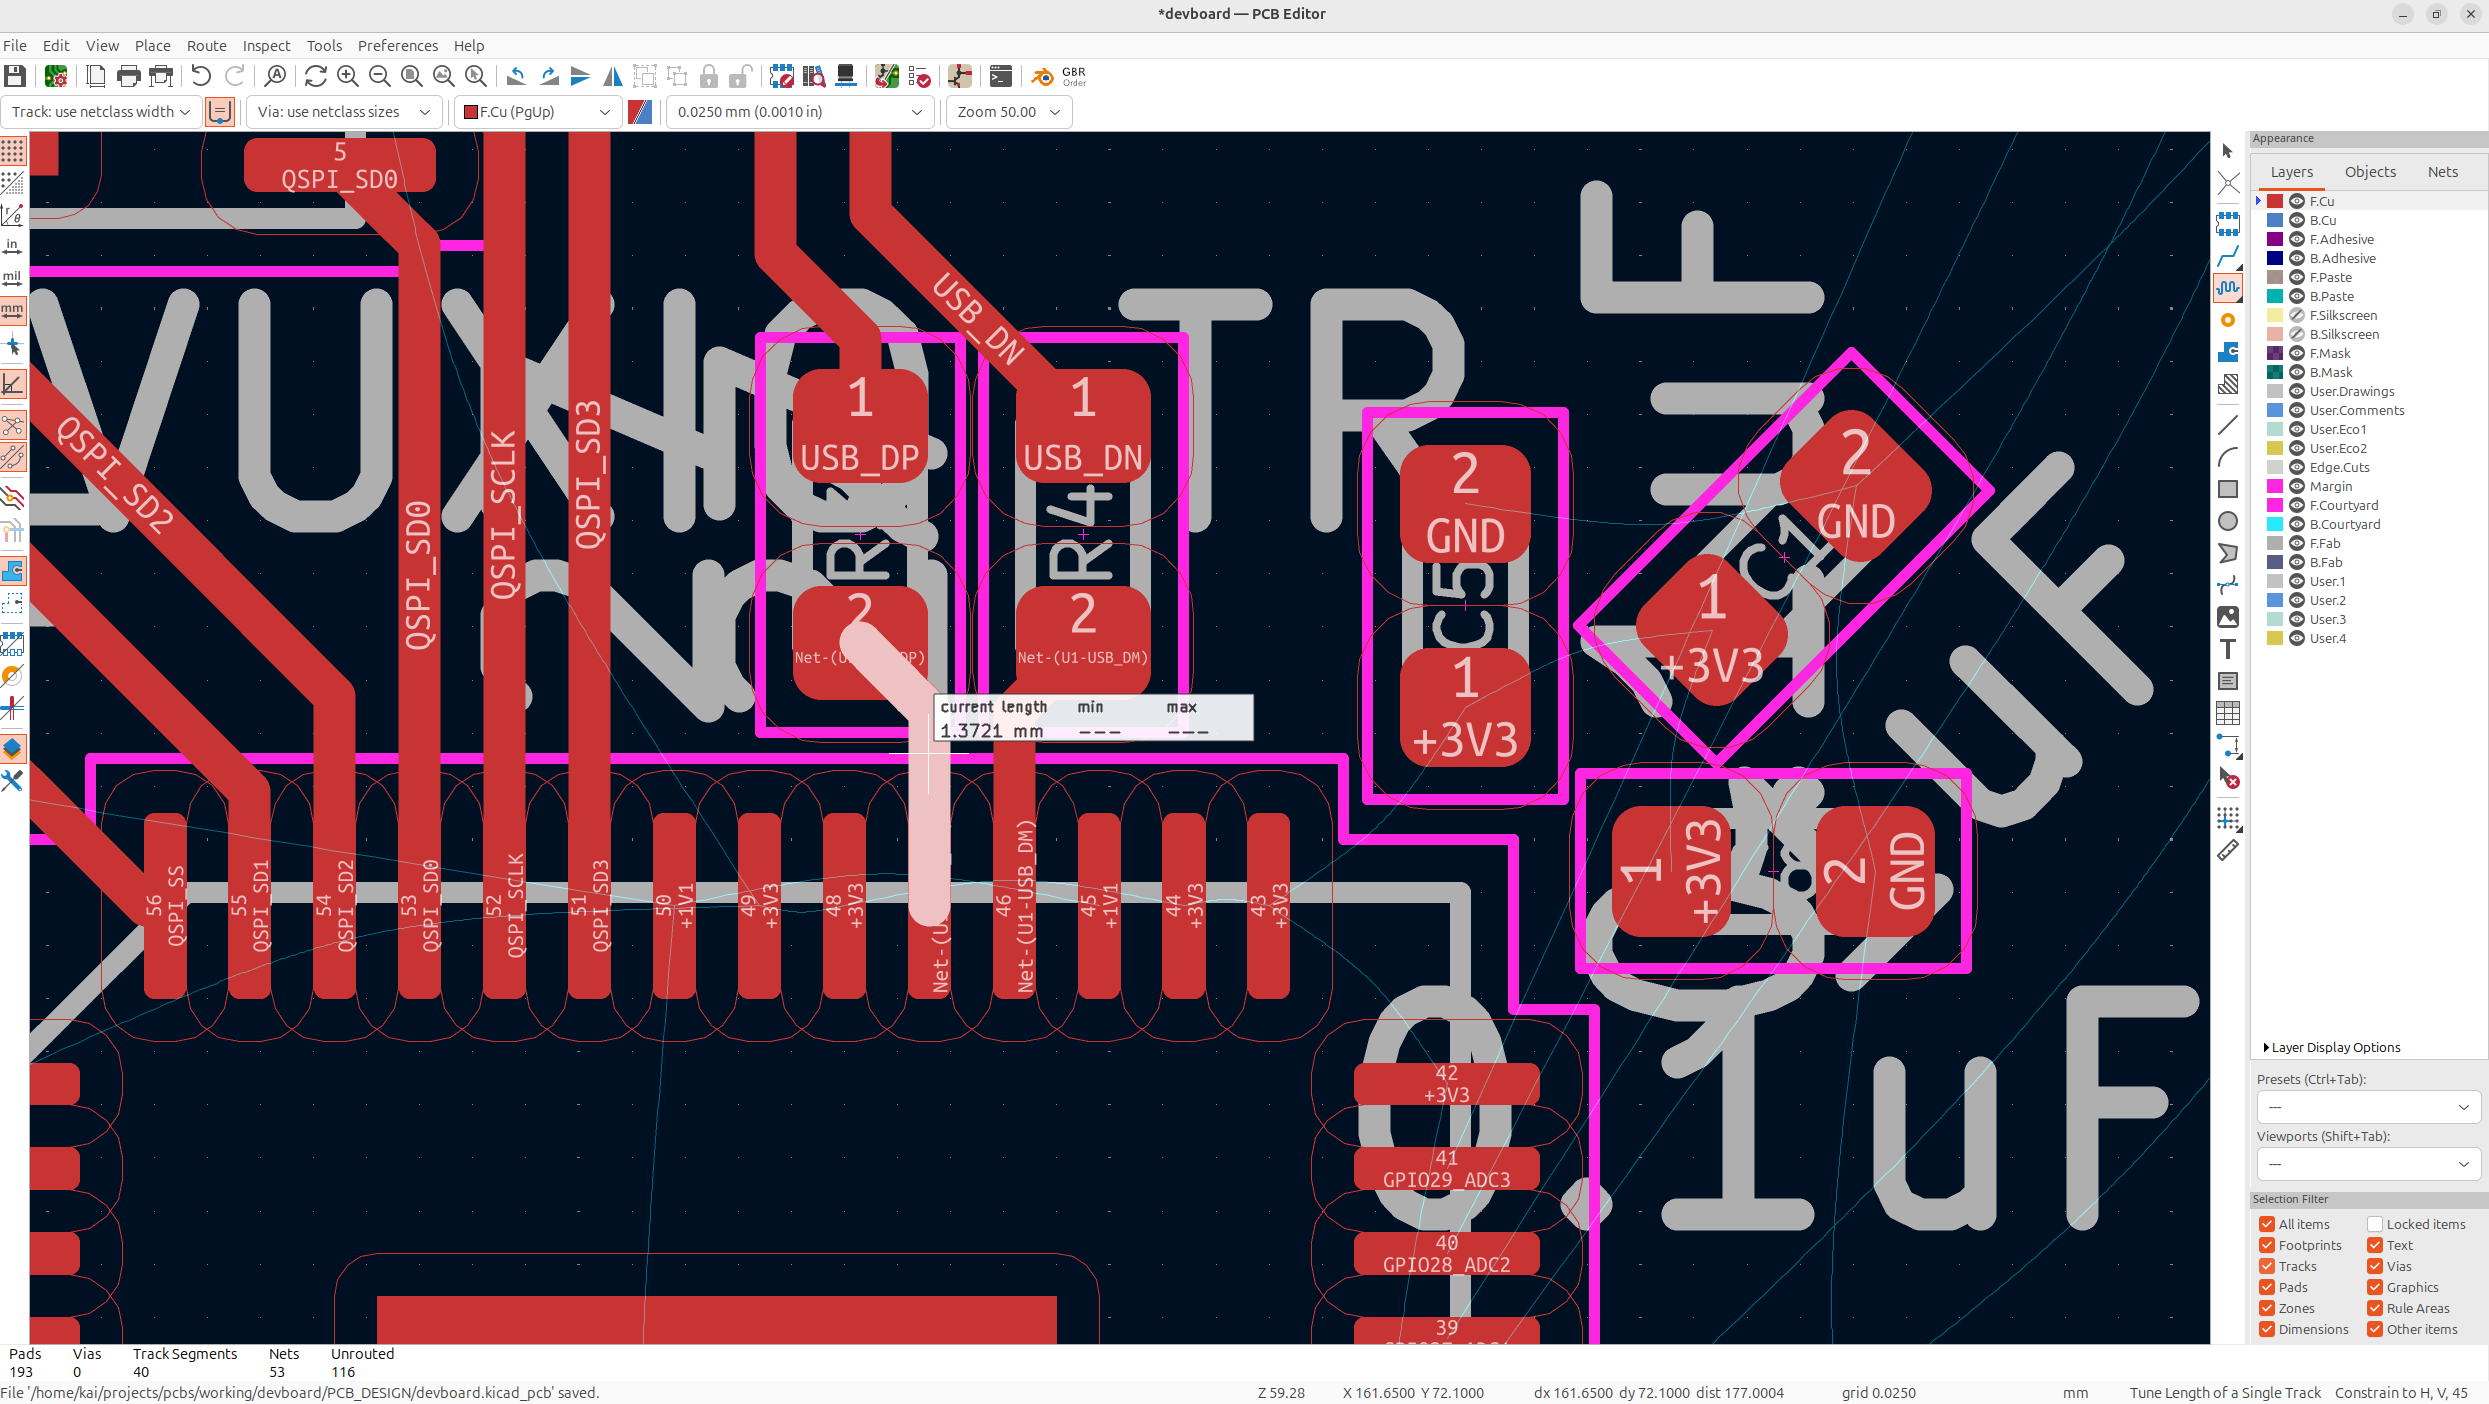 *devboard — PCB Editor
File Edit View Place Route Inspect Tools Preferences Help
GBR
Order
Track: use netclass width
Via: use netclass sizes
F.Cu (PgUp)
0.0250 mm (0.0010 in)
Zoom 50.00
in
mil
mm
5
QSPI_SD0
QSPI_SD2
QSPI_SD0
QSPI_SCLK
QSPI_SD3
USB_DN
1
USB_DP
1
USB_DN
R4
2
2
Net-(U1-USB_DM)
current length min max
1.3721 mm --- ---
2
GND
C5
1
+3V3
2
GND
C7
1
+3V3
1
+3V3
2
GND
56
QSPI_SS
55
QSPI_SD1
54
QSPI_SD2
53
QSPI_SD0
52
QSPI_SCLK
51
QSPI_SD3
50
+1V1
49
+3V3
48
+3V3
46
Net-(U1-USB_DM)
45
+1V1
44
+3V3
43
+3V3
42
+3V3
41
GPIO29_ADC3
40
GPIO28_ADC2
39
0.1uF
Appearance
Layers Objects Nets
F.Cu
B.Cu
F.Adhesive
B.Adhesive
F.Paste
B.Paste
F.Silkscreen
B.Silkscreen
F.Mask
B.Mask
User.Drawings
User.Comments
User.Eco1
User.Eco2
Edge.Cuts
Margin
F.Courtyard
B.Courtyard
F.Fab
B.Fab
User.1
User.2
User.3
User.4
Layer Display Options
Presets (Ctrl+Tab):
---
Viewports (Shift+Tab):
---
Selection Filter
All items Locked items
Footprints Text
Tracks Vias
Pads Graphics
Zones Rule Areas
Dimensions Other items
Pads Vias Track Segments Nets Unrouted
193 0 40 53 116
File '/home/kai/projects/pcbs/working/devboard/PCB_DESIGN/devboard.kicad_pcb' saved.
Z 59.28
X 161.6500 Y 72.1000
dx 161.6500 dy 72.1000 dist 177.0004
grid 0.0250
mm
Tune Length of a Single Track
Constrain to H, V, 45